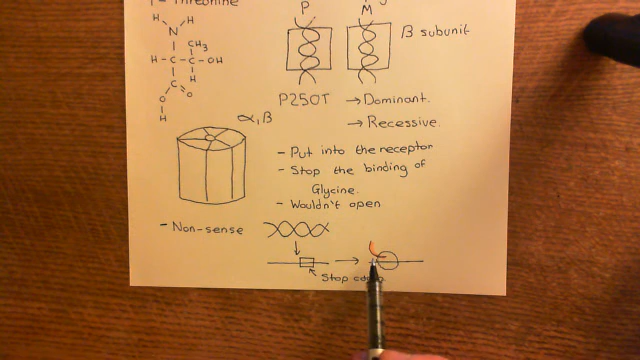 Threonine
P M
H H
N
CH₃
β subunit
H - C - C - OH
H
C
O O
H
P250T → Dominant.
→ Recessive.
α,β
- Put into the receptor
- Stop the binding of
Glycine.
- Wouldn't open
- Non-sense
Stop